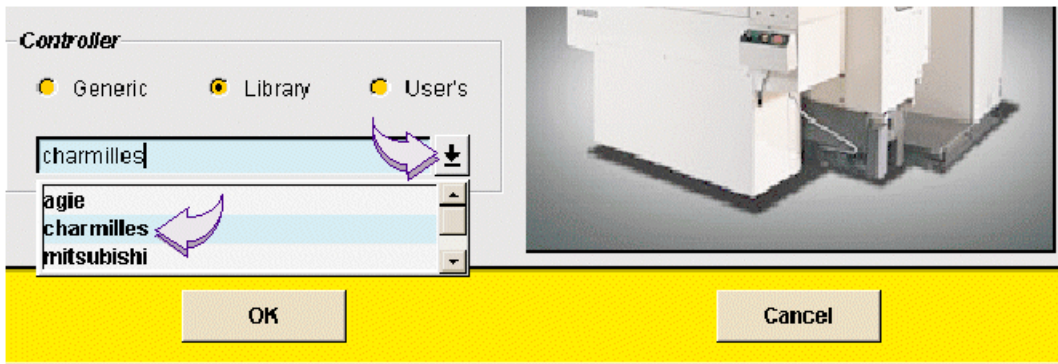 Controller
Generic Library User's
charmilles
agie
charmilles
mitsubishi
OK Cancel